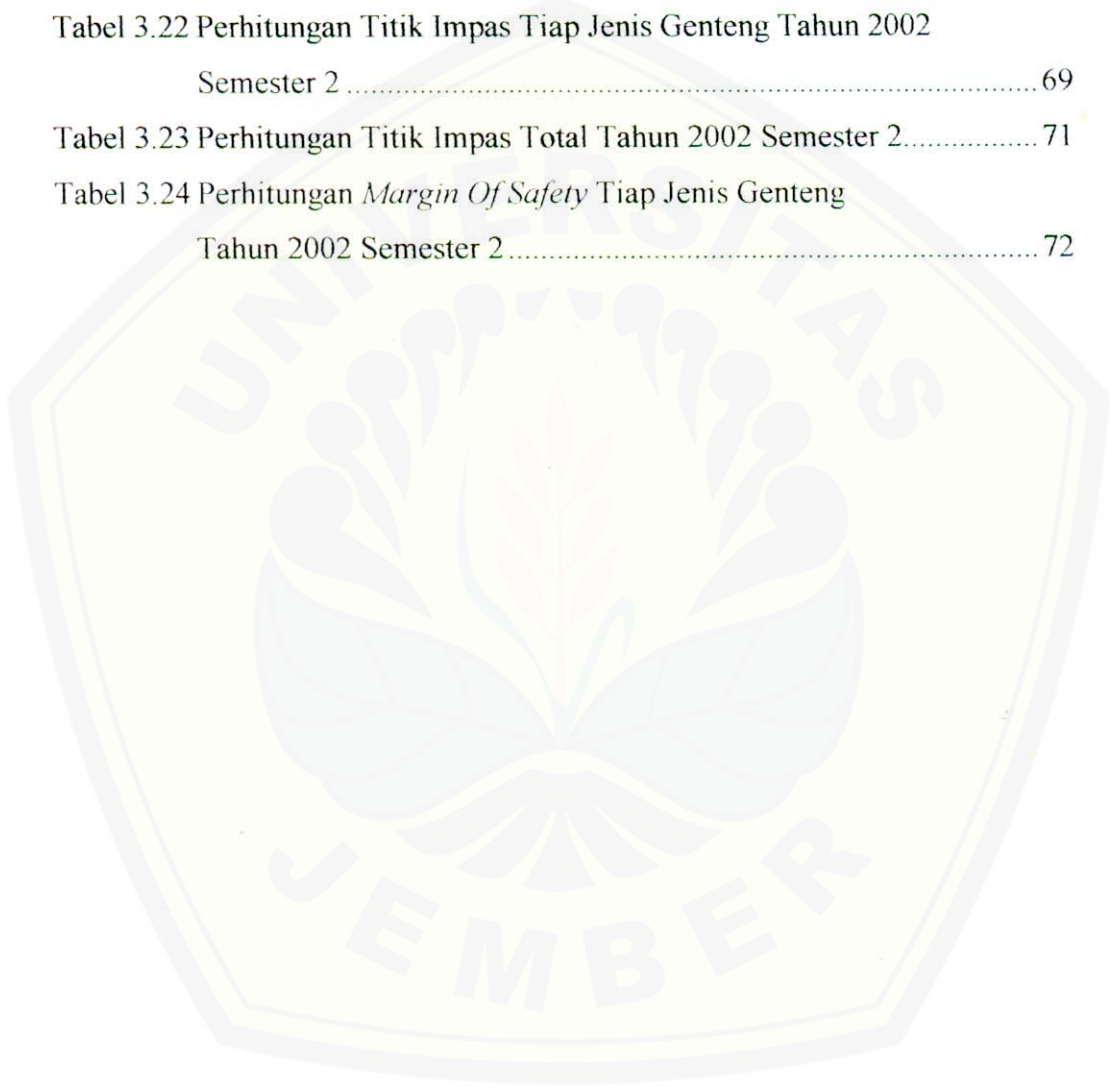 Tabel 3.22 Perhitungan Titik Impas Tiap Jenis Genteng Tahun 2002
Semester 2 ........................................................................... 69
Tabel 3.23 Perhitungan Titik Impas Total Tahun 2002 Semester 2................ 71
Tabel 3.24 Perhitungan Margin Of Safety Tiap Jenis Genteng
Tahun 2002 Semester 2 .......................................................... 72
UNIVERSITAS
JEMBER